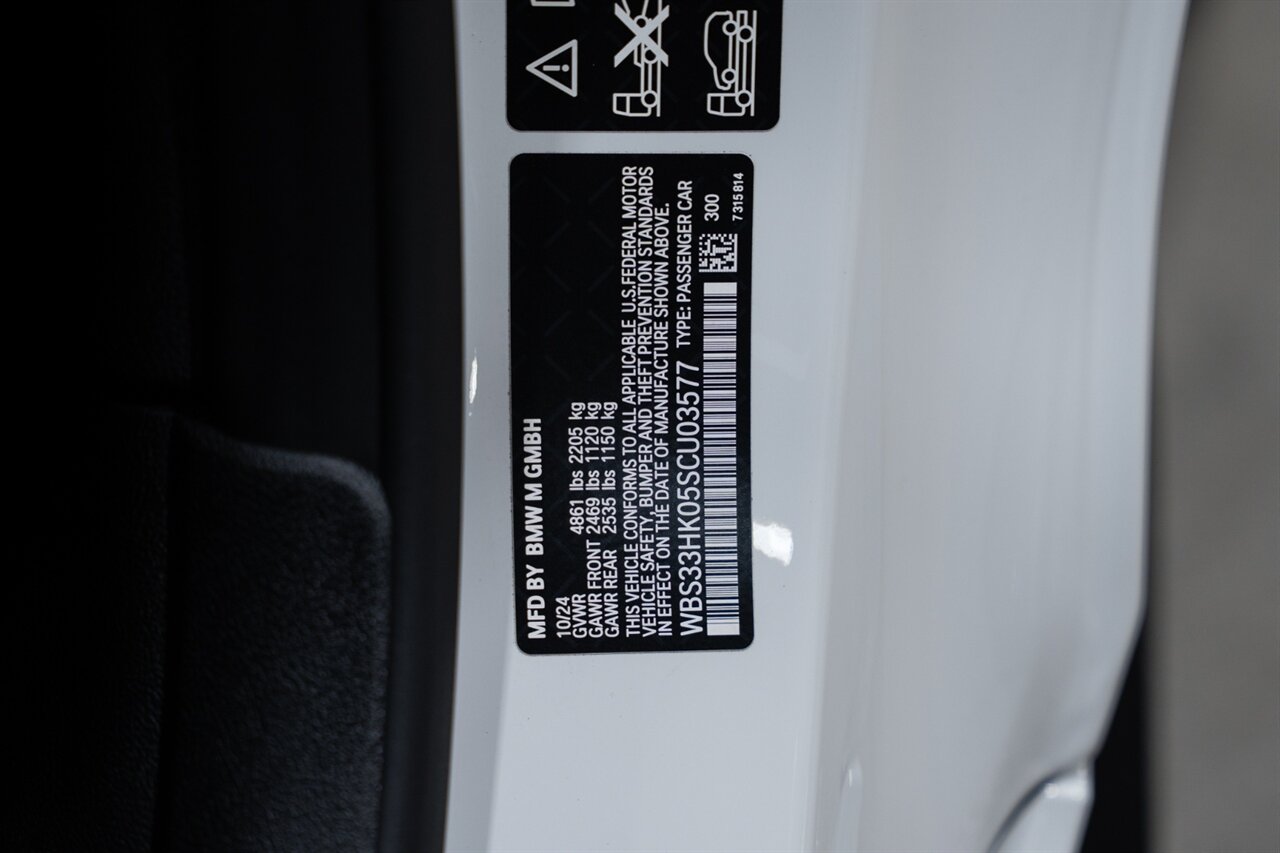 MFD BY BMW M GMBH
10/24
GVWR 4861 lbs 2205 kg
GAWR FRONT 2469 lbs 1120 kg
GAWR REAR 2535 lbs 1150 kg
THIS VEHICLE CONFORMS TO ALL APPLICABLE U.S.FEDERAL MOTOR
VEHICLE SAFETY, BUMPER AND THEFT PREVENTION STANDARDS
IN EFFECT ON THE DATE OF MANUFACTURE SHOWN ABOVE.
WBS33HK05SCU03577 TYPE: PASSENGER CAR
300
7315814